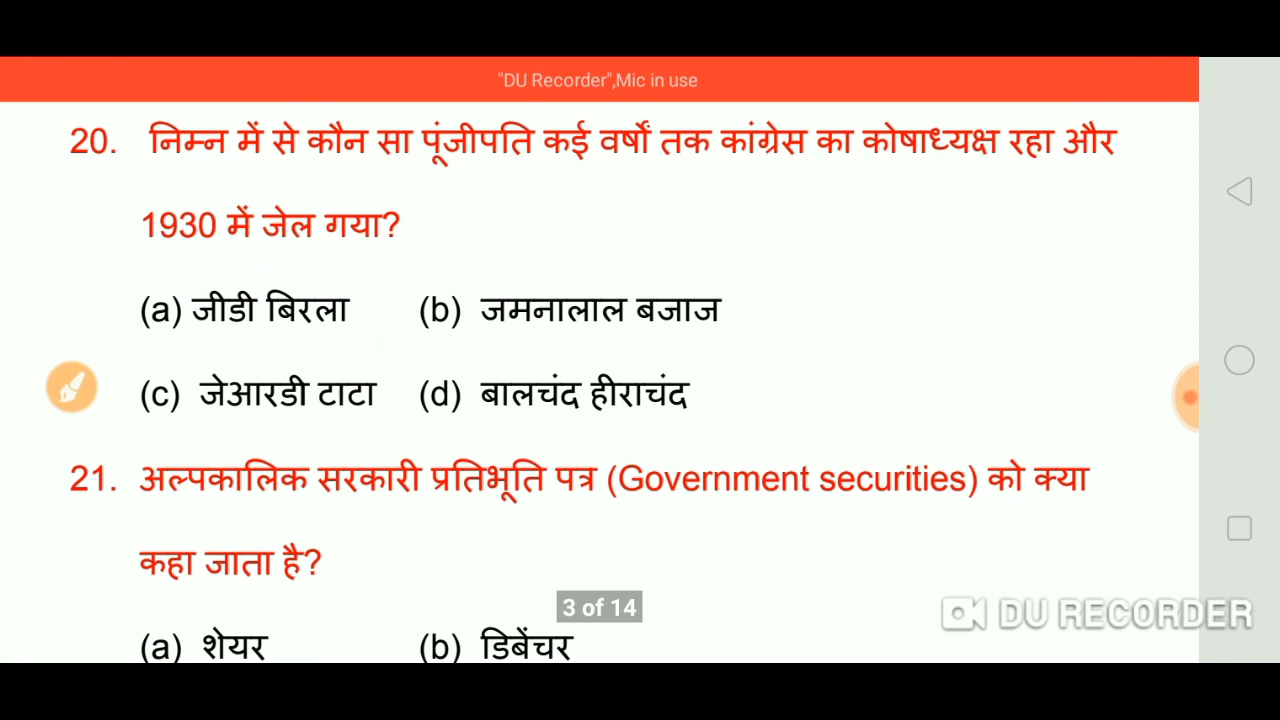 "DU Recorder",Mic in use
20. निम्न में से कौन सा पूंजीपति कई वर्षों तक कांग्रेस का कोषाध्यक्ष रहा और
1930 में जेल गया?
(a) जीडी बिरला (b) जमनालाल बजाज
(c) जेआरडी टाटा (d) बालचंद हीराचंद
21. अल्पकालिक सरकारी प्रतिभूति पत्र (Government securities) को क्या
कहा जाता है?
3 of 14
DU RECORDER
(a) शेयर (b) डिबेंचर